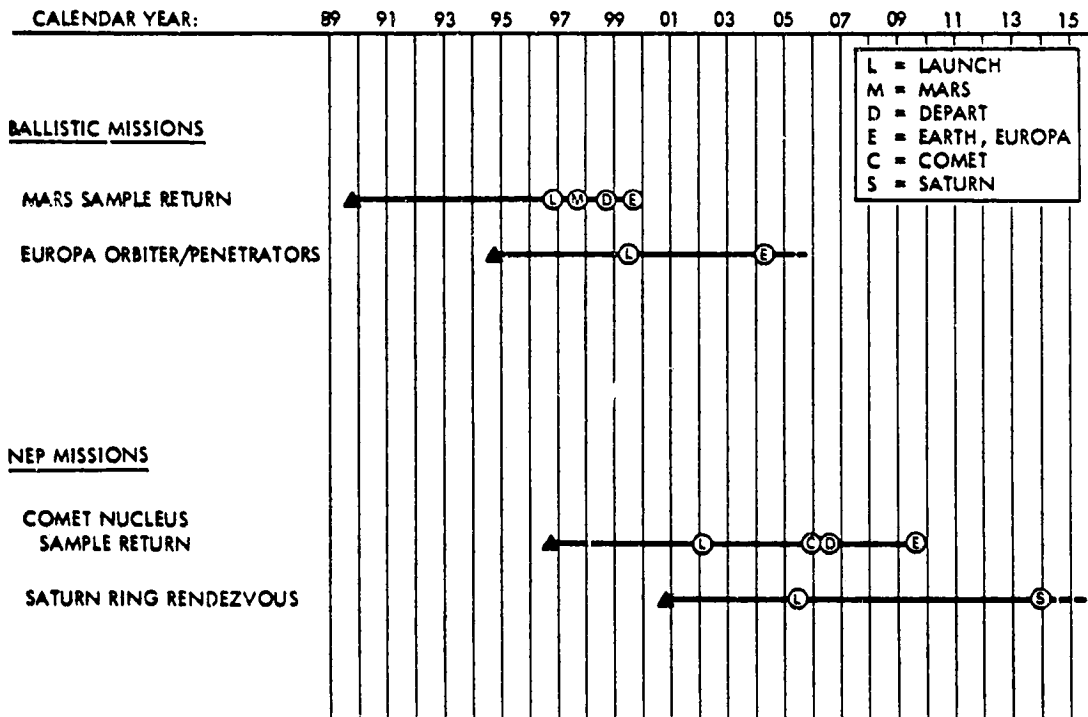 CALENDAR YEAR: 89 91 93 95 97 99 01 03 05 07 09 11 13 15
L = LAUNCH
M = MARS
D = DEPART
E = EARTH, EUROPA
C = COMET
S = SATURN
BALLISTIC MISSIONS
MARS SAMPLE RETURN L M D E
EUROPA ORBITER/PENETRATORS L E
NEP MISSIONS
COMET NUCLEUS
SAMPLE RETURN L C D E
SATURN RING RENDEZVOUS L S